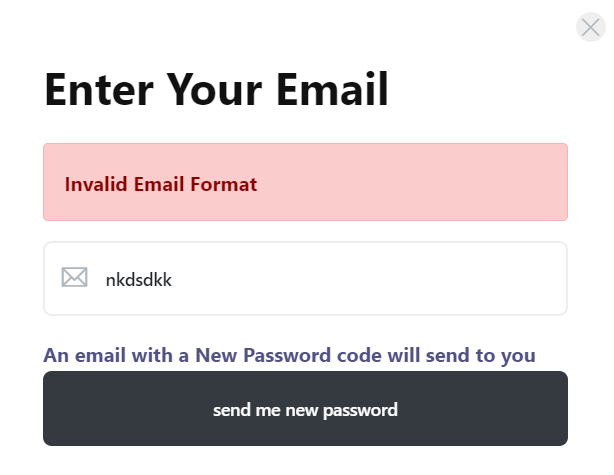 Enter Your Email
Invalid Email Format
nkdsdkk
An email with a New Password code will send to you
send me new password